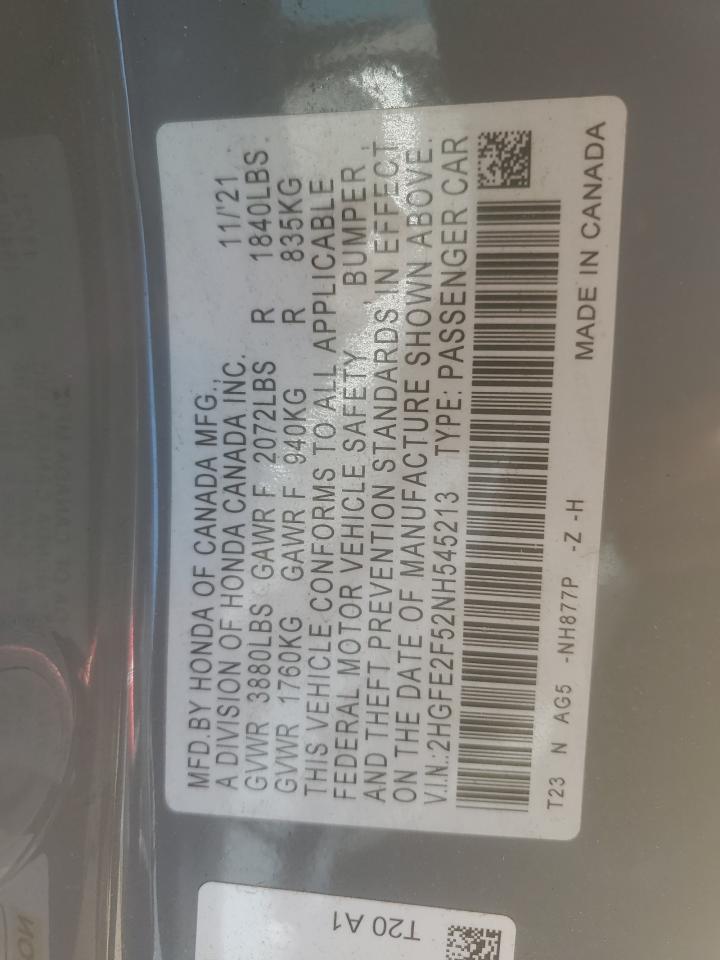 MFD.BY HONDA OF CANADA MFG.,
A DIVISION OF HONDA CANADA INC. 11/'21
GVWR 3880LBS GAWR F 2072LBS R 1840LBS
GVWR 1760KG GAWR F 940KG R 835KG
THIS VEHICLE CONFORMS TO ALL APPLICABLE
FEDERAL MOTOR VEHICLE SAFETY, BUMPER,
AND THEFT PREVENTION STANDARDS IN EFFECT
ON THE DATE OF MANUFACTURE SHOWN ABOVE.
V.I.N.:2HGFE2F52NH545213 TYPE: PASSENGER CAR
T23 N AG5 -NH877P -Z -H
MADE IN CANADA
T20 A1